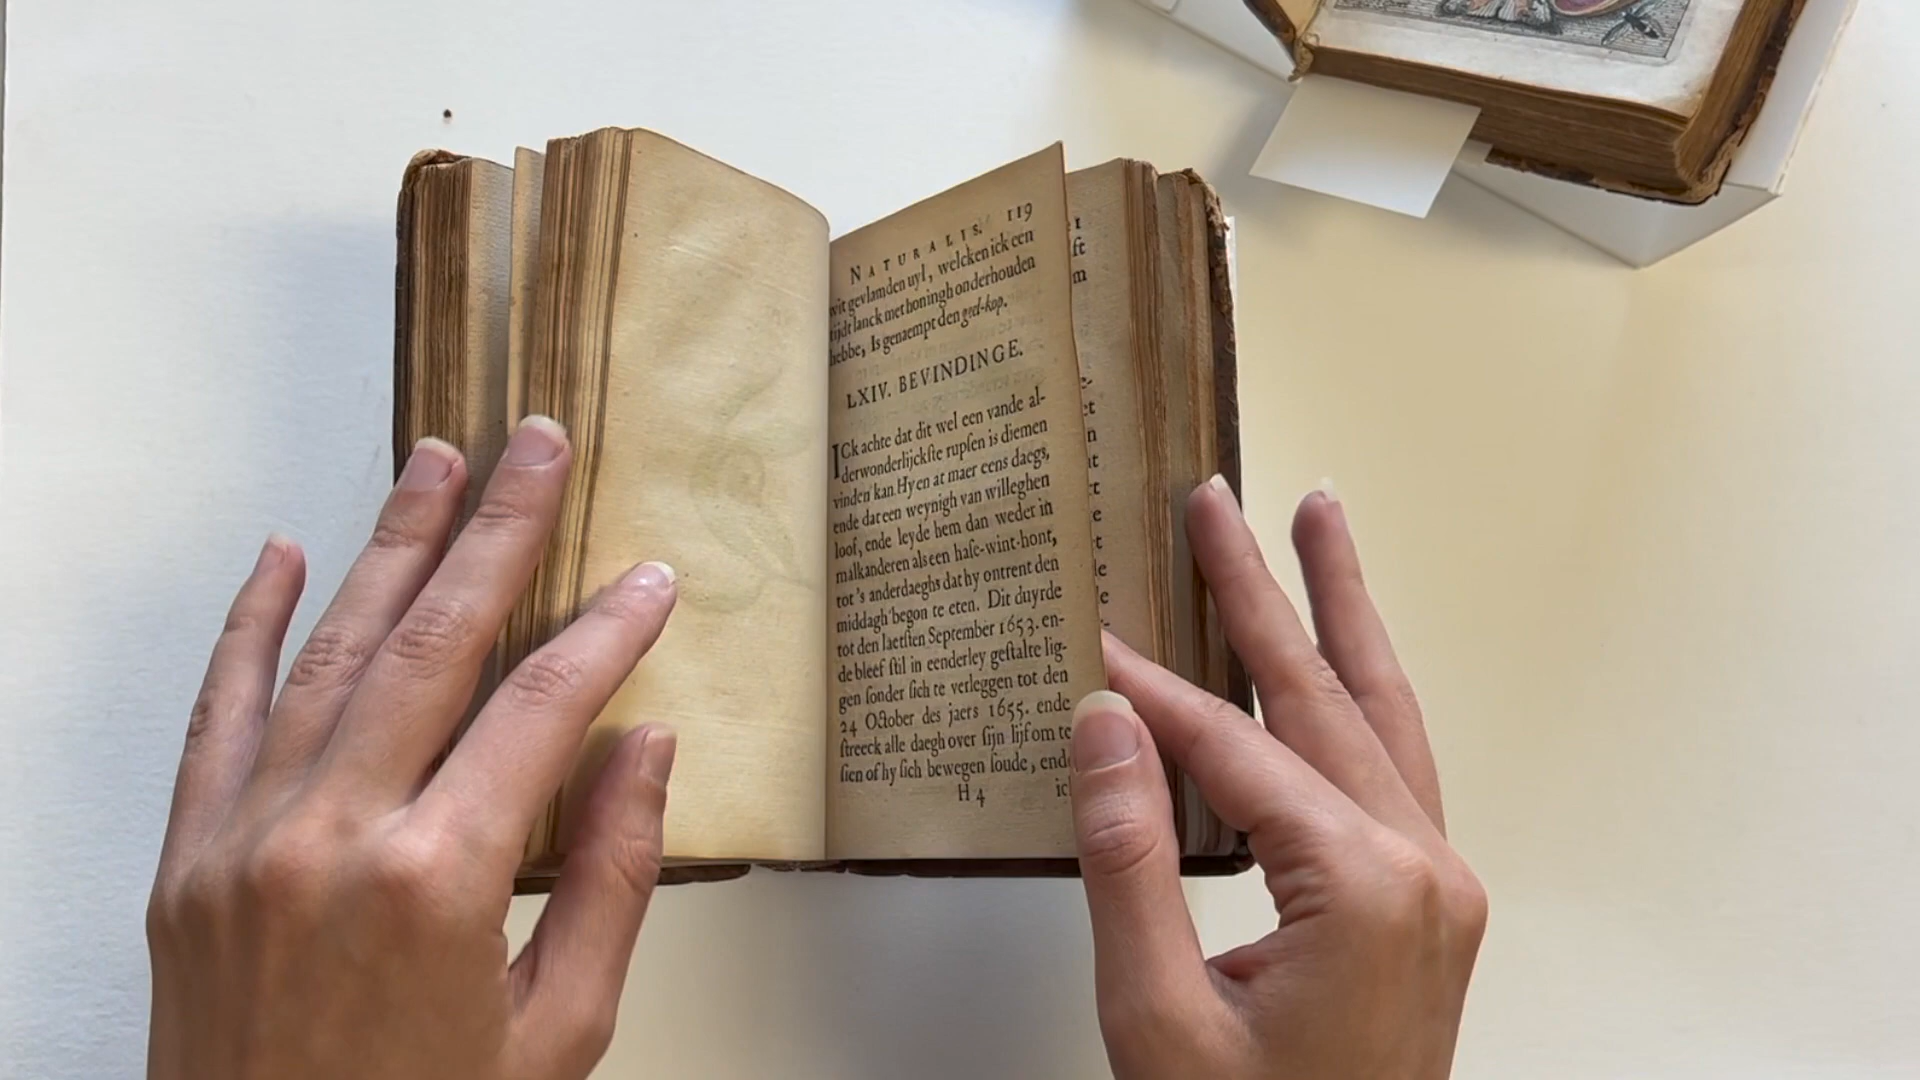 NATURALIS. 119
wit gevlamden uyl, welcken ick een
tijdt lanck met honingh onderhouden
hebbe, Is genaempt den geel-kop.
LXIV. BEVINDINGE.
ICk achte dat dit wel een vande al-
derwonderlijckſte rupſen is diemen
vinden kan. Hy en at maer eens daegs,
ende dat een weynigh van willeghen
loof, ende leyde hem dan weder in
malkanderen als een haſe-wint-hont,
tot 's anderdaeghs dat hy ontrent den
middagh begon te eten. Dit duyrde
tot den laetſten September 1653. en-
de bleef ſtil in eenderley geſtalte lig-
gen ſonder ſich te verleggen tot den
24 October des jaers 1655. ende
ſtreeck alle daegh over ſijn lijf om te
ſien of hy ſich bewegen ſoude, ende
H 4 ick